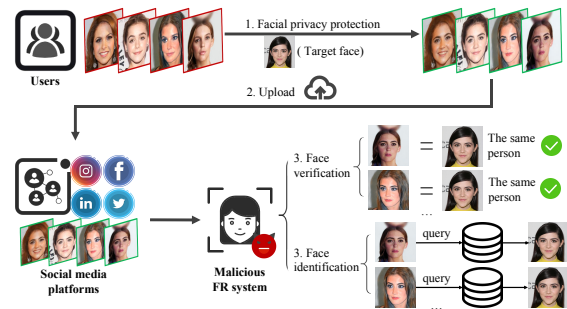 1. Facial privacy protection
( Target face)
Users
2. Upload
3. Face
verification
=
The same
person
=
The same
person
...
3. Face
identification
query
query
...
Social media
platforms
Malicious
FR system